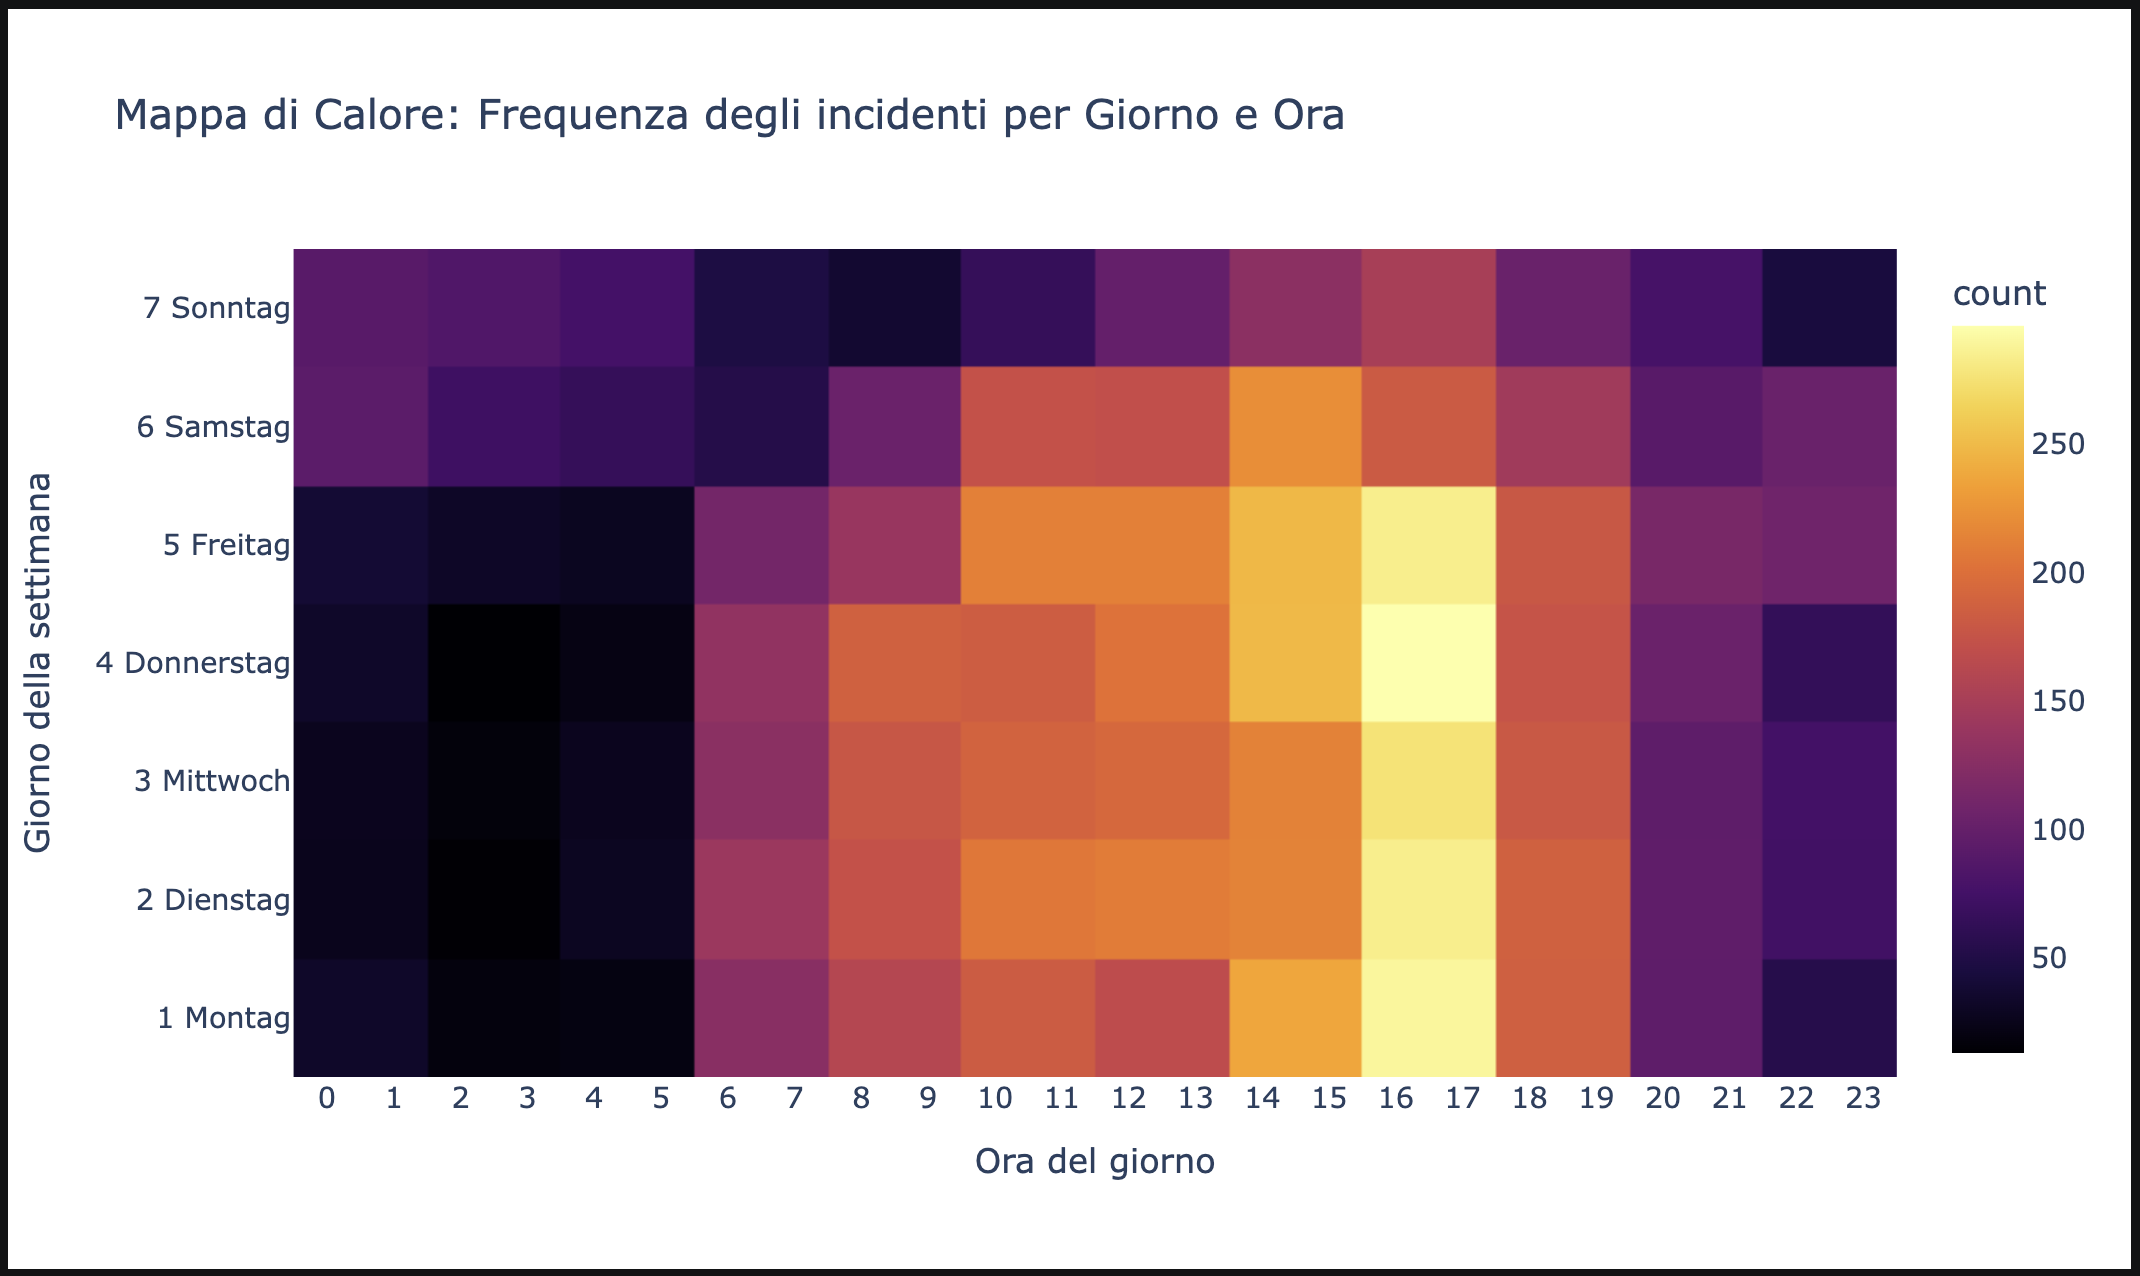 Mappa di Calore: Frequenza degli incidenti per Giorno e Ora
count
7 Sonntag
6 Samstag
5 Freitag
4 Donnerstag
3 Mittwoch
2 Dienstag
1 Montag
Giorno della settimana
250
200
150
100
50
0 1 2 3 4 5 6 7 8 9 10 11 12 13 14 15 16 17 18 19 20 21 22 23
Ora del giorno